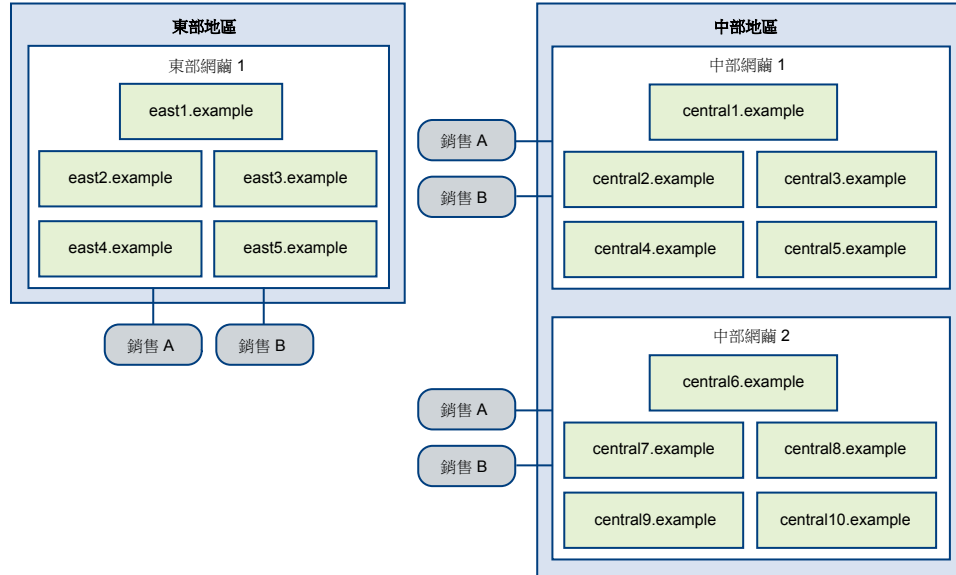 東部地區
東部網繭 1
east1.example
east2.example
east3.example
east4.example
east5.example
銷售 A
銷售 B
中部地區
中部網繭 1
central1.example
central2.example
central3.example
central4.example
central5.example
銷售 A
銷售 B
中部網繭 2
central6.example
central7.example
central8.example
central9.example
central10.example
銷售 A
銷售 B